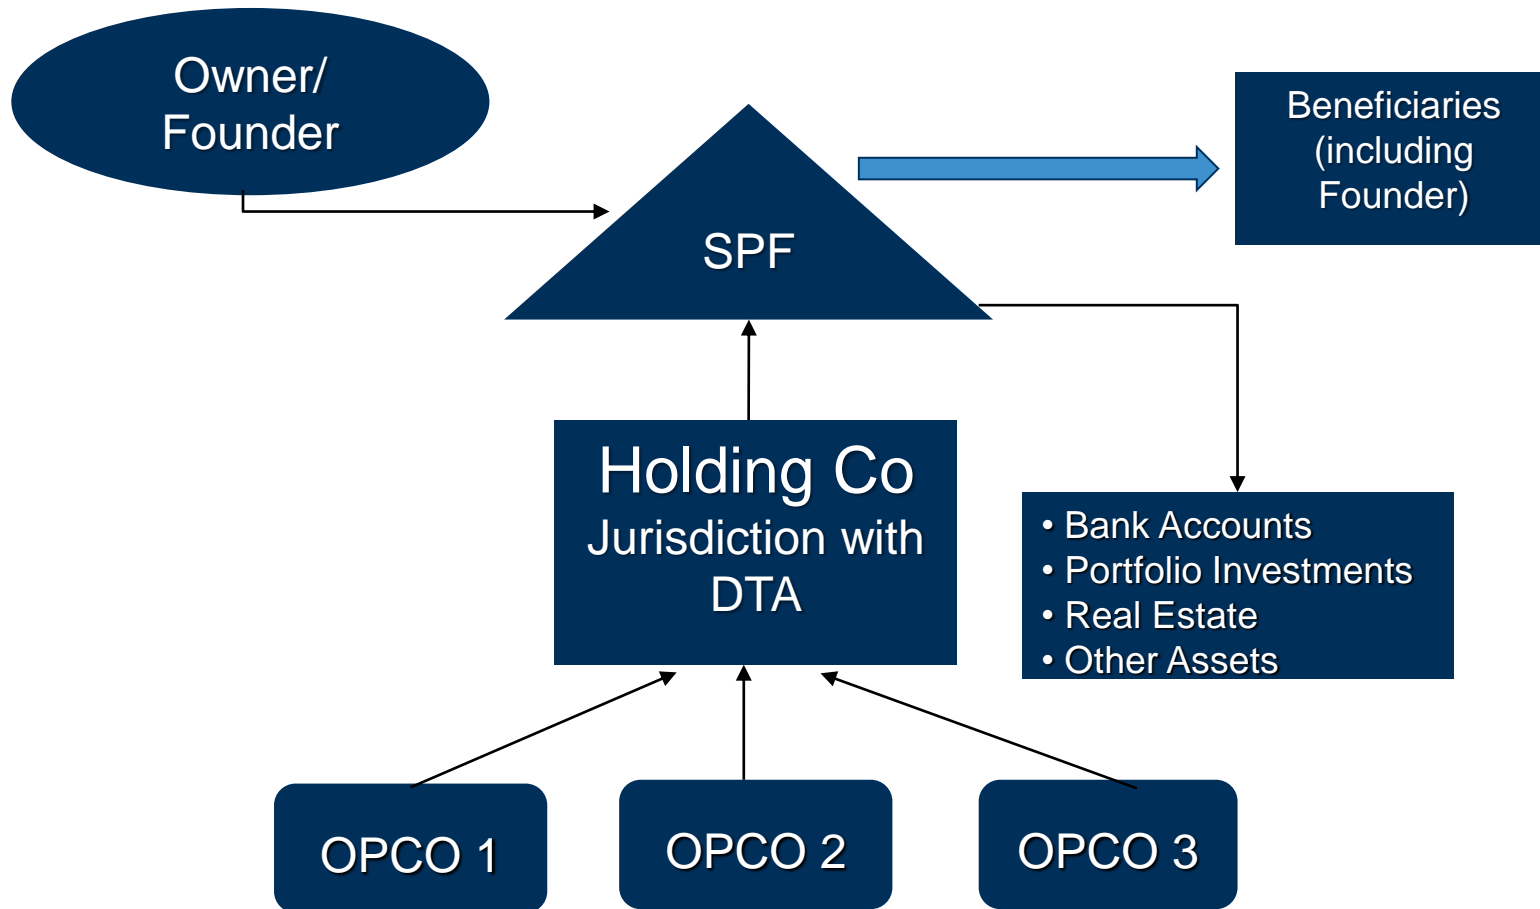 Owner/
Founder
Beneficiaries
(including
Founder)
SPF
Holding Co
Jurisdiction with
DTA
• Bank Accounts
• Portfolio Investments
• Real Estate
• Other Assets
OPCO 1
OPCO 2
OPCO 3